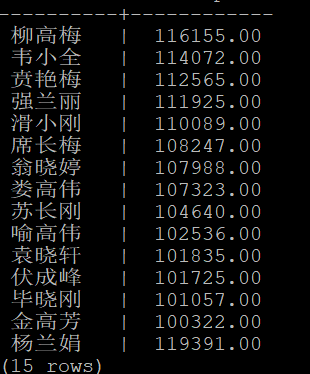 ----------+------------
柳高梅 | 116155.00
韦小全 | 114072.00
贲艳梅 | 112565.00
强兰丽 | 111925.00
滑小刚 | 110089.00
席长梅 | 108247.00
翁晓婷 | 107988.00
娄高伟 | 107323.00
苏长刚 | 104640.00
喻高伟 | 102536.00
袁晓轩 | 101835.00
伏成峰 | 101725.00
毕晓刚 | 101057.00
金高芳 | 100322.00
杨兰娟 | 119391.00
(15 rows)